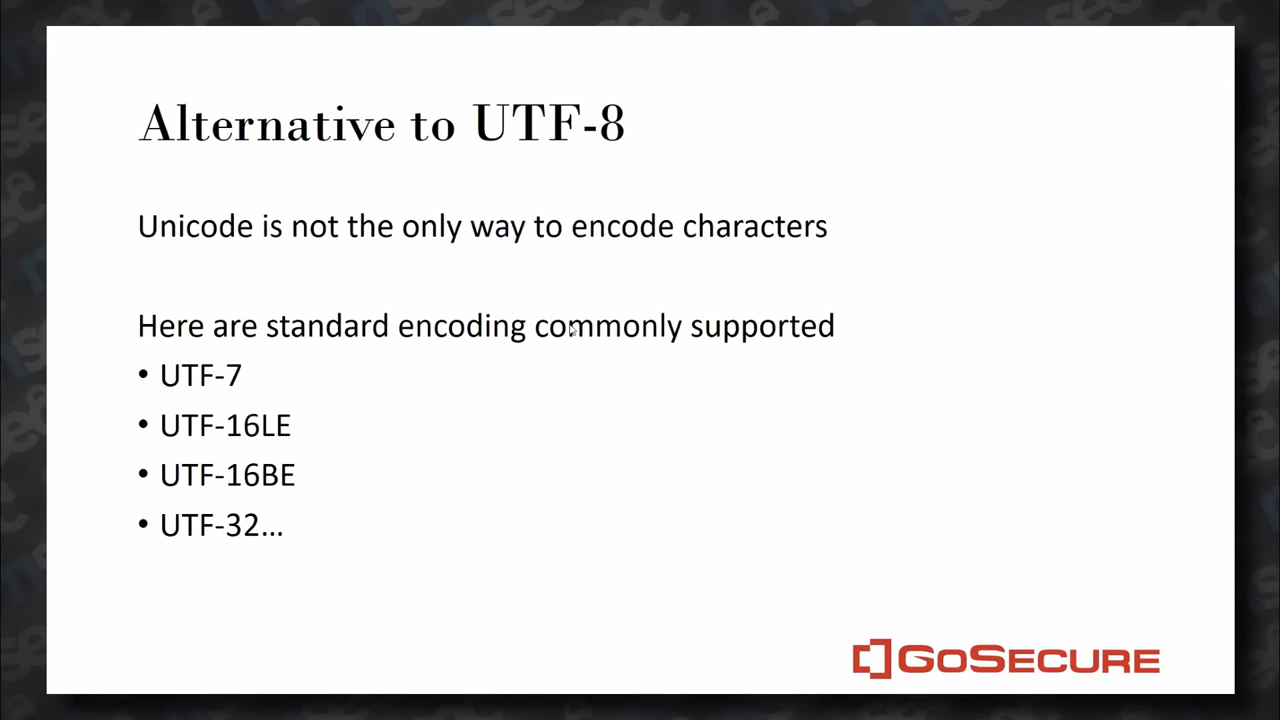 Alternative to UTF-8
Unicode is not the only way to encode characters
Here are standard encoding commonly supported
• UTF-7
• UTF-16LE
• UTF-16BE
• UTF-32...
GOSECURE